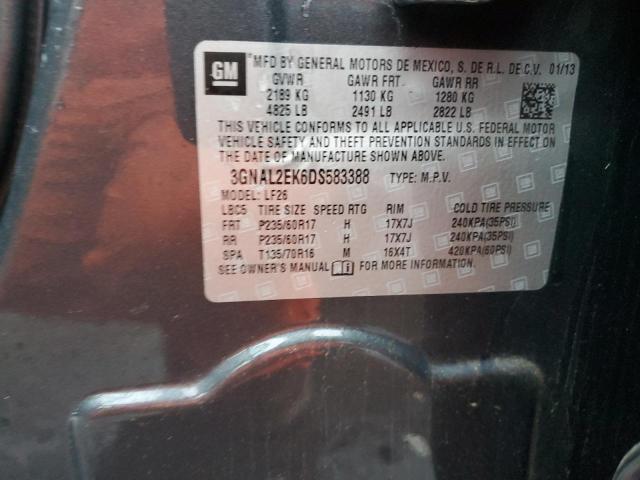 GM MFD BY GENERAL MOTORS DE MEXICO, S. DE R.L. DE C.V. 01/13
GVWR GAWR FRT GAWR RR
2189 KG 1130 KG 1280 KG
4825 LB 2491 LB 2822 LB
THIS VEHICLE CONFORMS TO ALL APPLICABLE U.S. FEDERAL MOTOR
VEHICLE SAFETY AND THEFT PREVENTION STANDARDS IN EFFECT ON
THE DATE OF MANUFACTURE SHOWN ABOVE.
3GNAL2EK6DS583388 TYPE: M.P.V.
MODEL: LF26
LBC5 TIRE SIZE SPEED RTG RIM COLD TIRE PRESSURE
FRT P235/60R17 H 17X7J 240KPA(35PSI)
RR P235/60R17 H 17X7J 240KPA(35PSI)
SPA T135/70R16 M 16X4T 420KPA(60PSI)
SEE OWNER'S MANUAL FOR MORE INFORMATION.